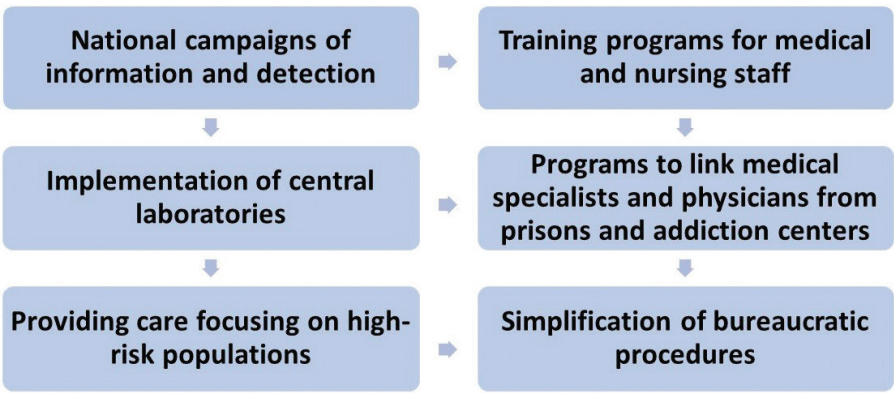 National campaigns of
information and detection
Training programs for medical
and nursing staff
Implementation of central
laboratories
Programs to link medical
specialists and physicians from
prisons and addiction centers
Providing care focusing on high-
risk populations
Simplification of bureaucratic
procedures